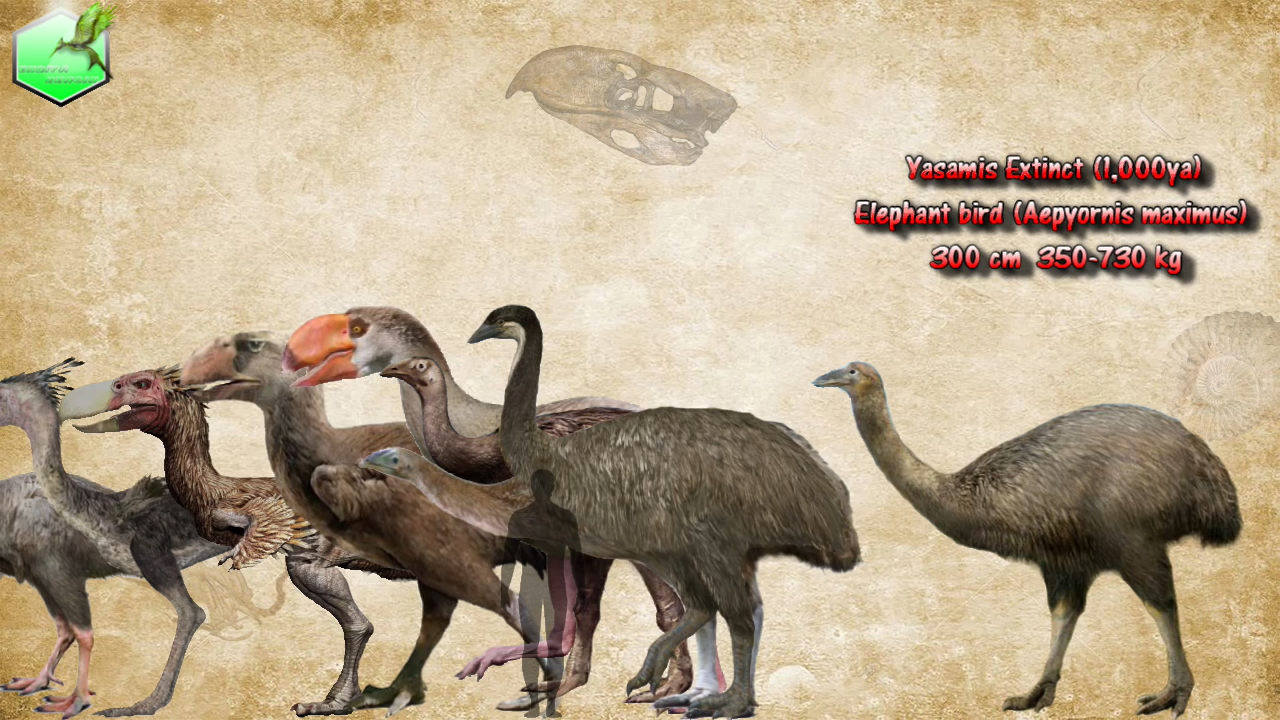 Yasamis Extinct (1,000ya)
Elephant bird (Aepyornis maximus)
300 cm 350-730 kg